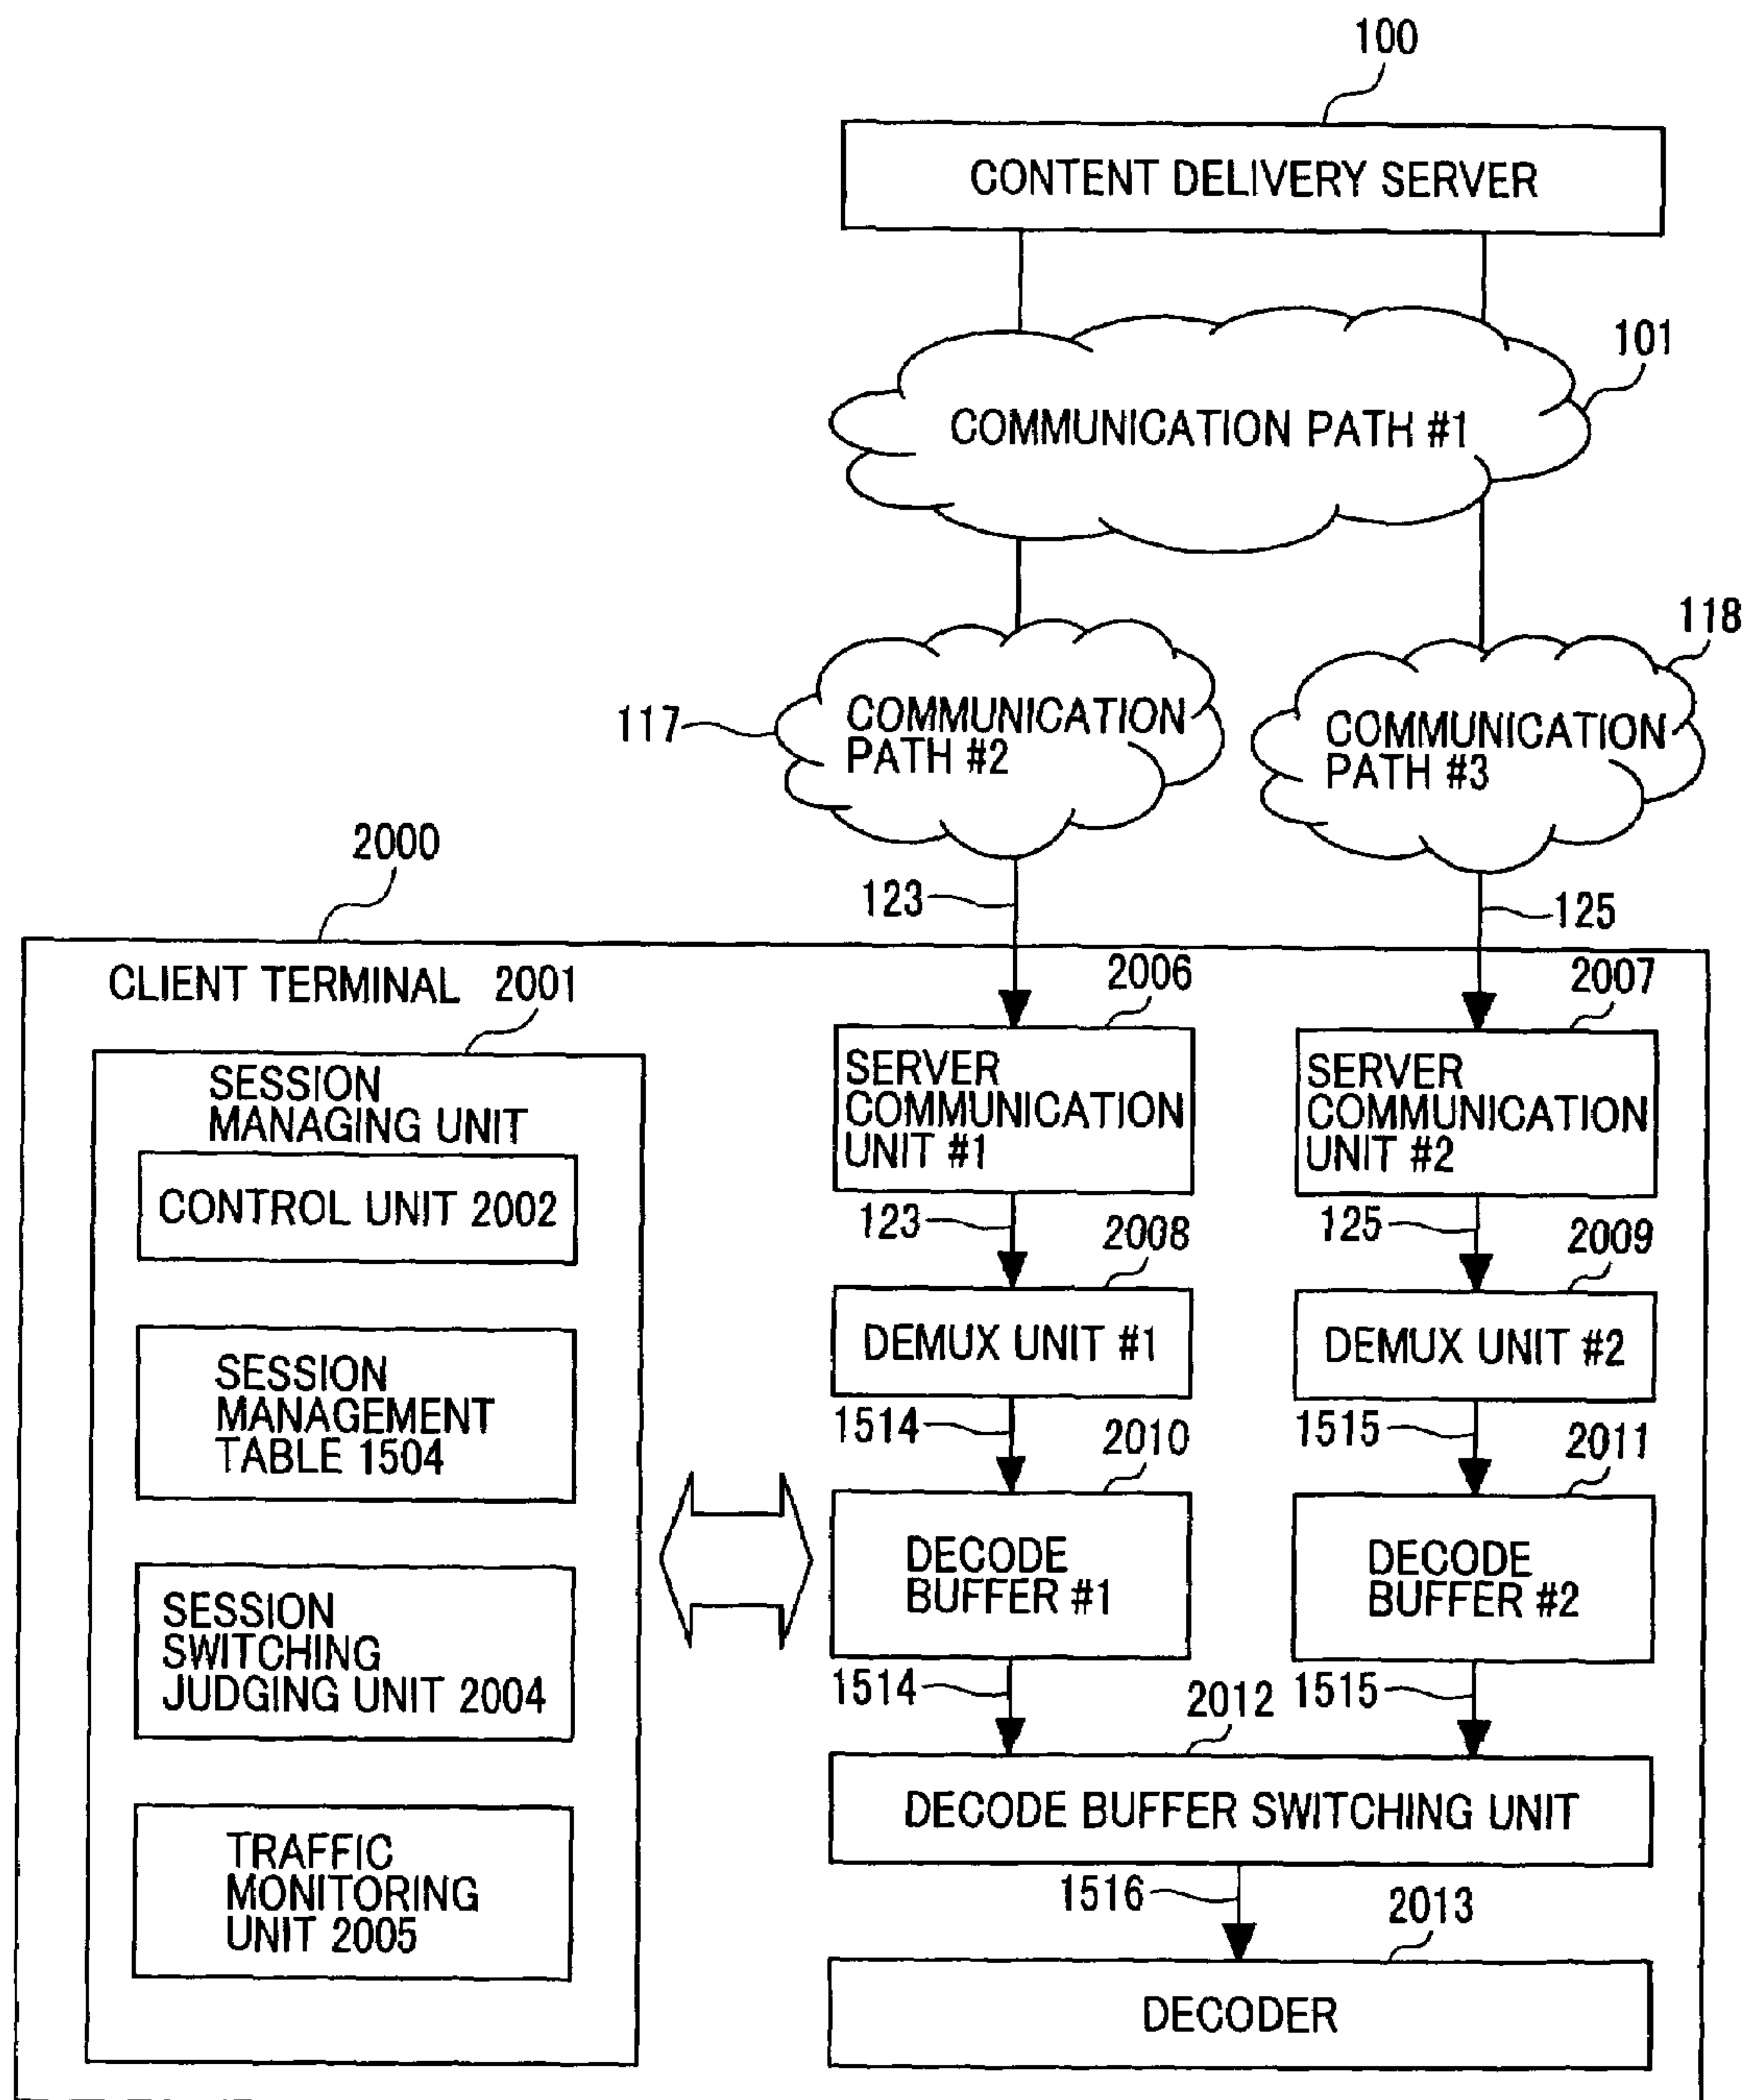 100
CONTENT DELIVERY SERVER
101
COMMUNICATION PATH #1
118
117
COMMUNICATION
PATH #2
COMMUNICATION
PATH #3
2000
123
125
CLIENT TERMINAL 2001
2006
2007
SESSION
MANAGING UNIT
SERVER
COMMUNICATION
UNIT #1
SERVER
COMMUNICATION
UNIT #2
CONTROL UNIT 2002
123
2008
125
2009
DEMUX UNIT #1
DEMUX UNIT #2
SESSION
MANAGEMENT
TABLE 1504
1514
2010
1515
2011
DECODE
BUFFER #1
DECODE
BUFFER #2
SESSION
SWITCHING
JUDGING UNIT 2004
1514
2012
1515
DECODE BUFFER SWITCHING UNIT
TRAFFIC
MONITORING
UNIT 2005
1516
2013
DECODER